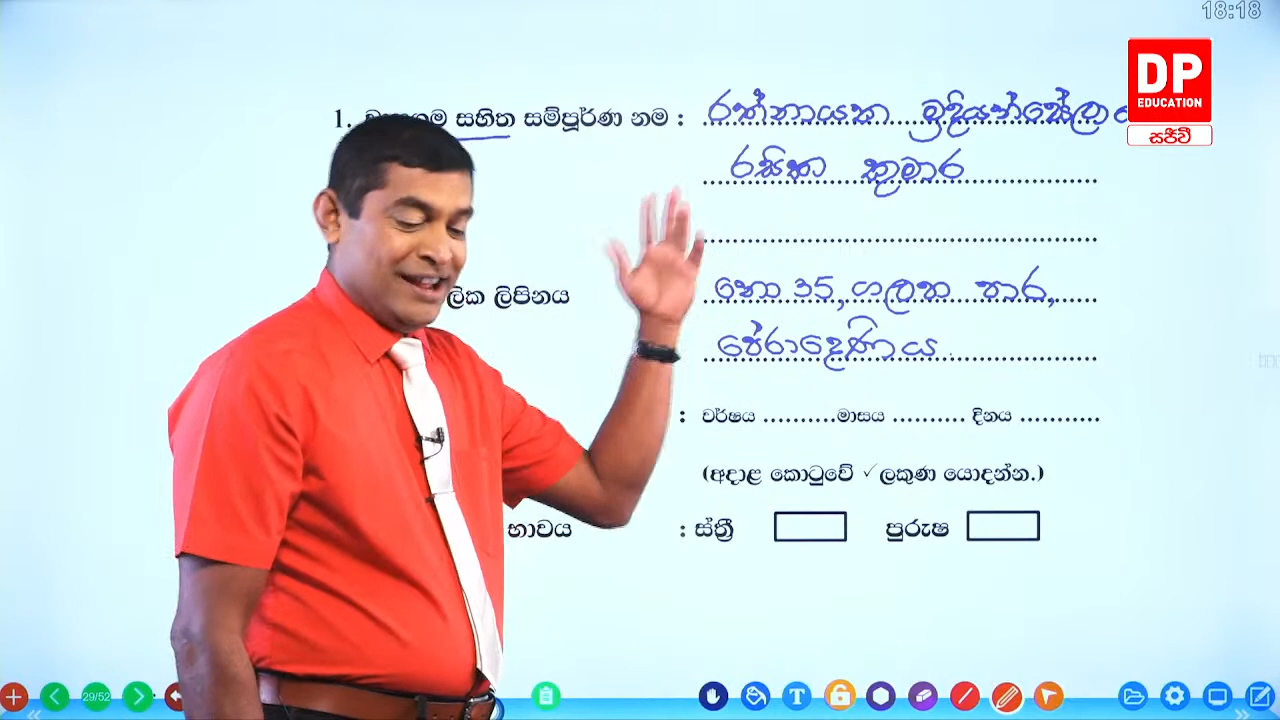 18:18
DP
EDUCATION
සජීවී
1. සහිත සම්පූර්ණ නම : රත්නායක මුදියන්සේලාගේ
රසික කුමාර
ලිපිනය නො 35, ගලහ පාර,
පේරාදෙණිය
: වර්ෂය ..........මාසය .......... දිනය ...........
(අදාළ කොටුවේ ✓ ලකුණ යොදන්න.)
භාවය : ස්ත්‍රී පුරුෂ
29/52